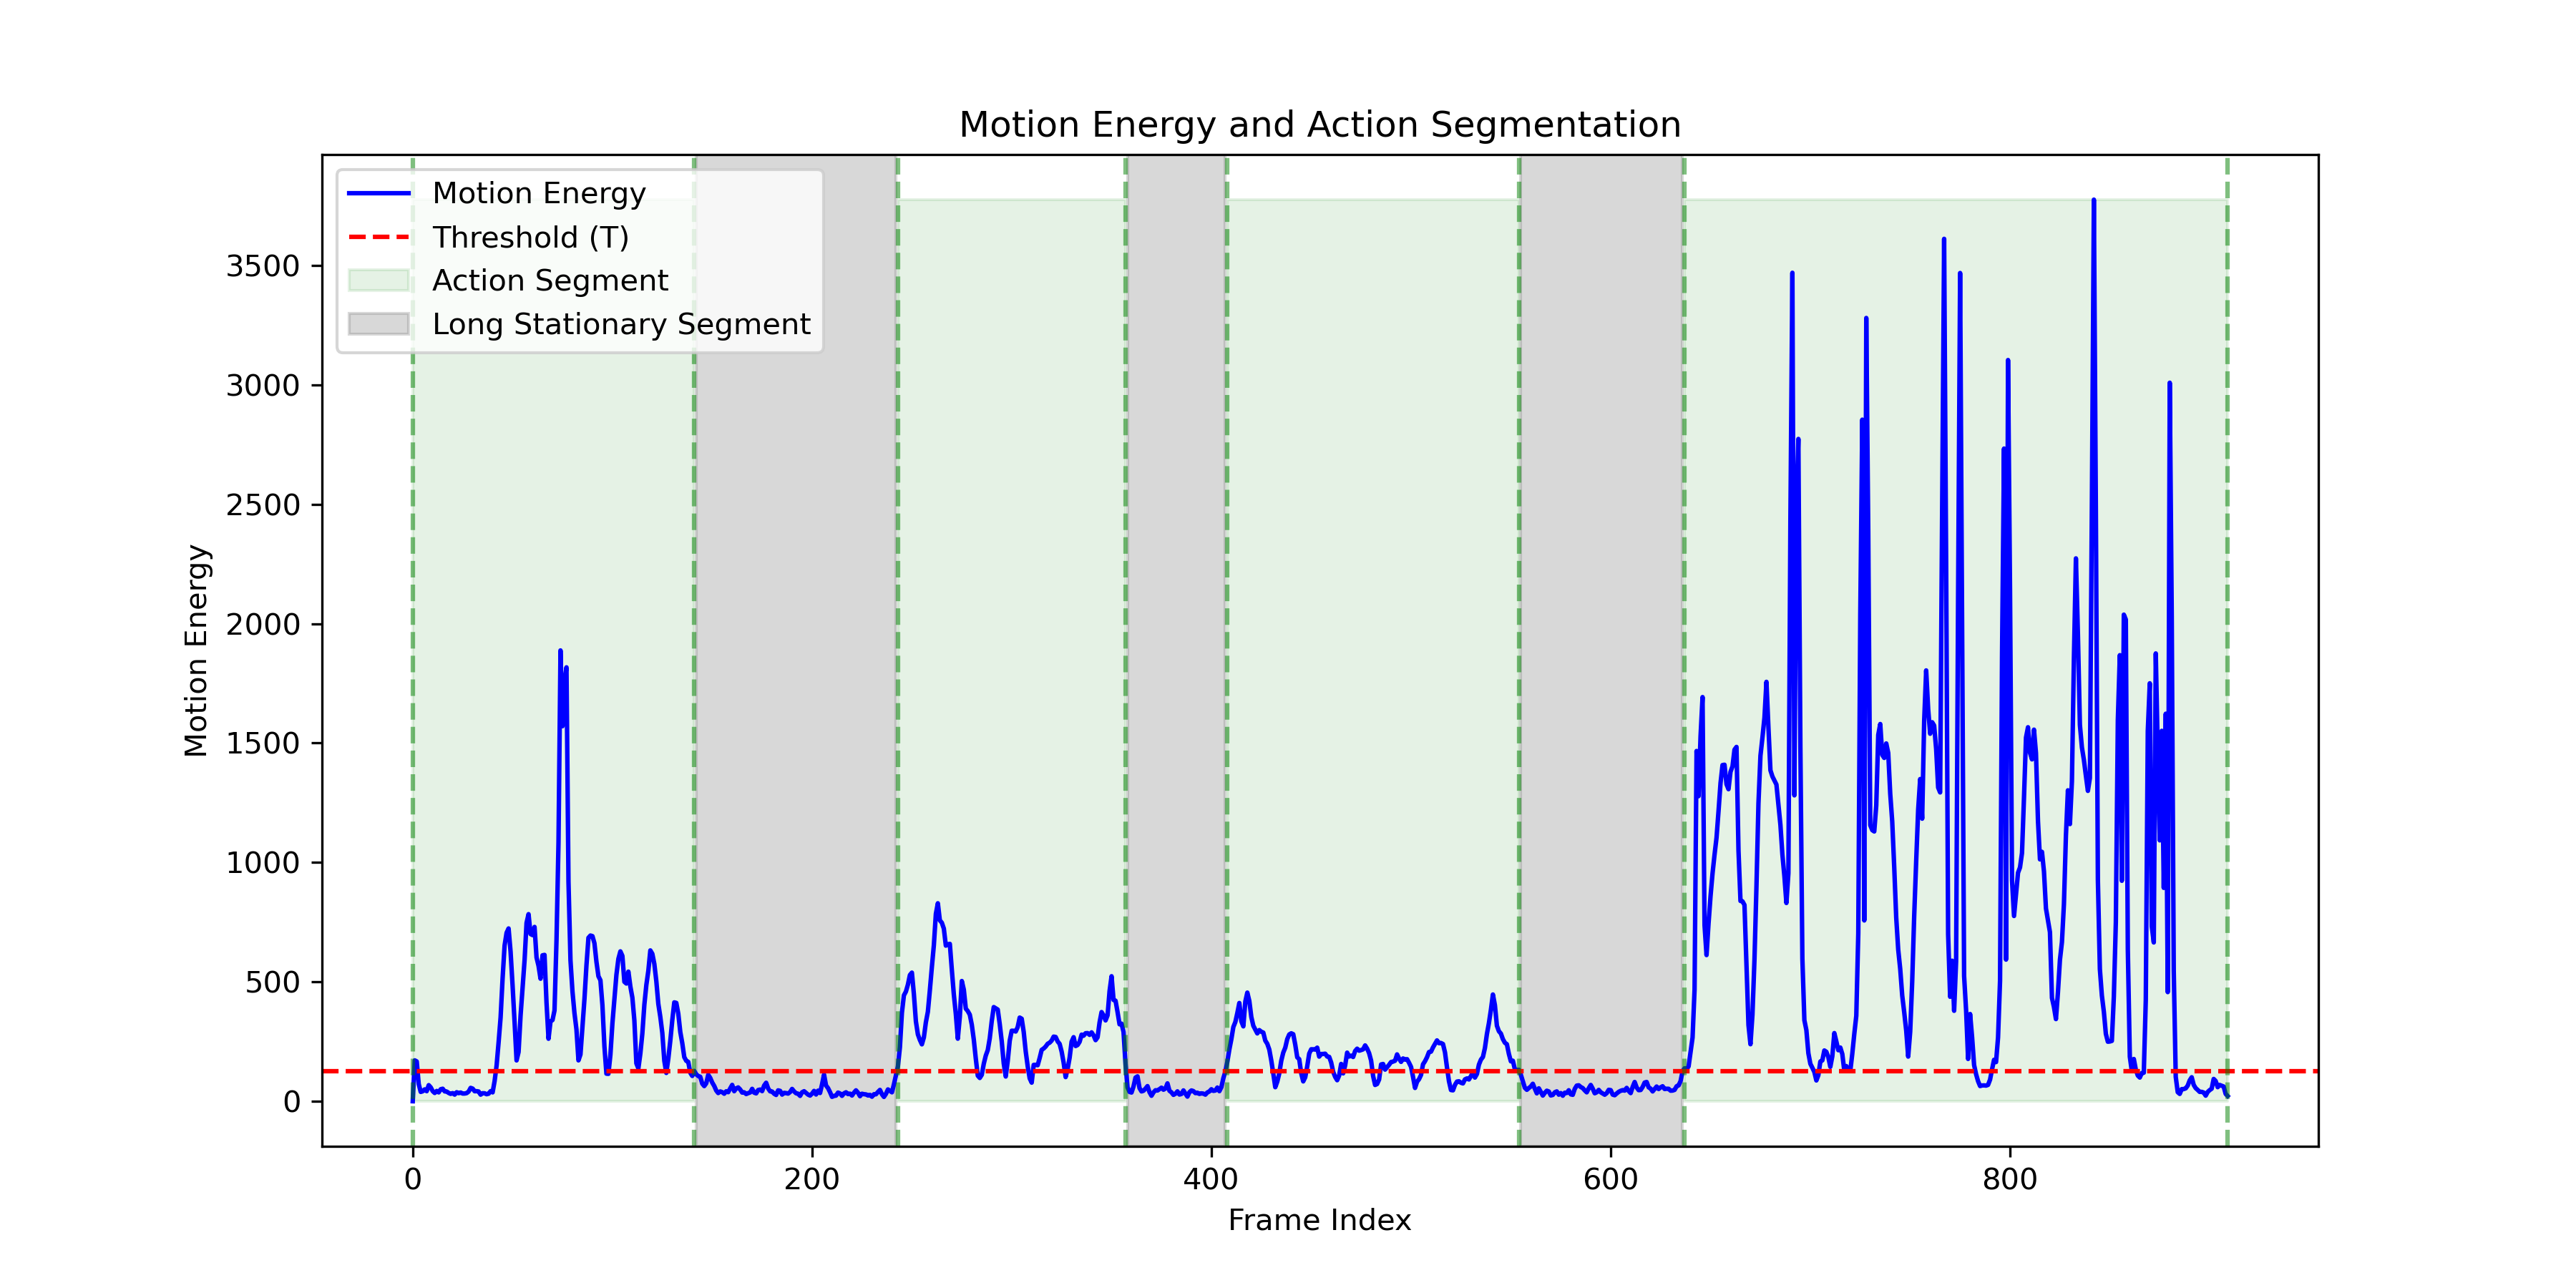 Motion Energy and Action Segmentation
Motion Energy
Threshold (T)
Action Segment
Long Stationary Segment
3500
3000
2500
2000
1500
1000
500
0
Motion Energy
0 200 400 600 800
Frame Index